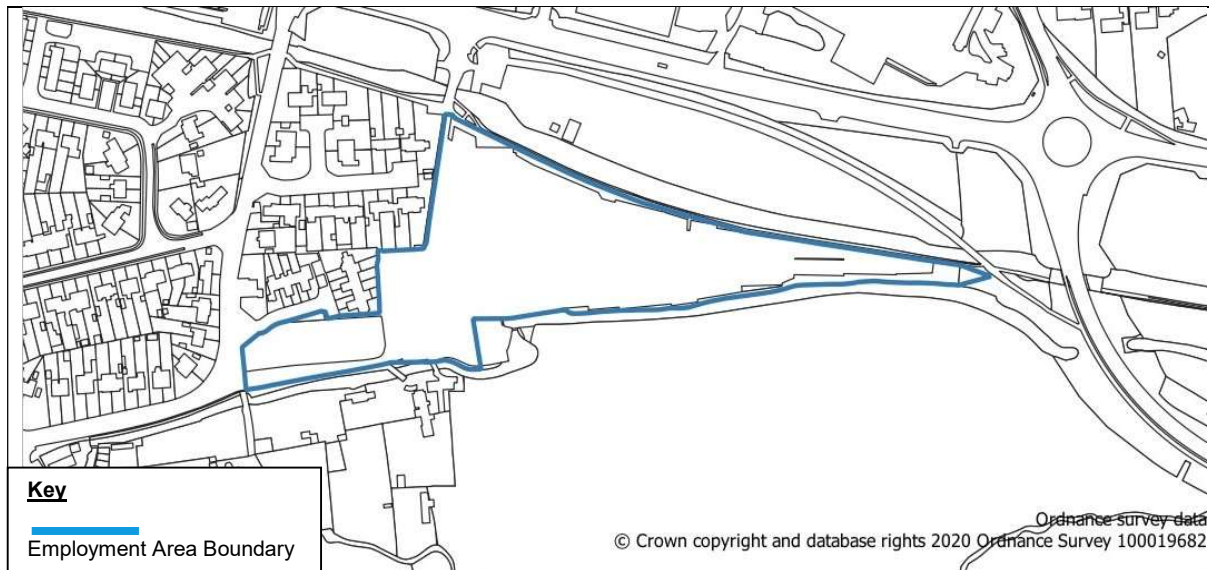 Key
Employment Area Boundary
Ordnance survey data
© Crown copyright and database rights 2020 Ordnance Survey 100019682